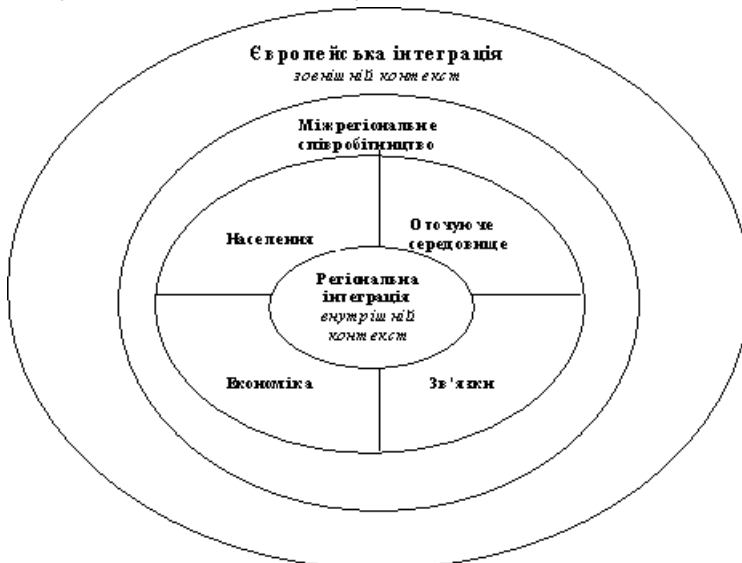 Європейська інтеграція
зовнішній контекст
Міжрегіональне
співробітництво
Населення
Оточуюче
середовище
Регіональна
інтеграція
внутрішній
контекст
Економіка
Зв'язки